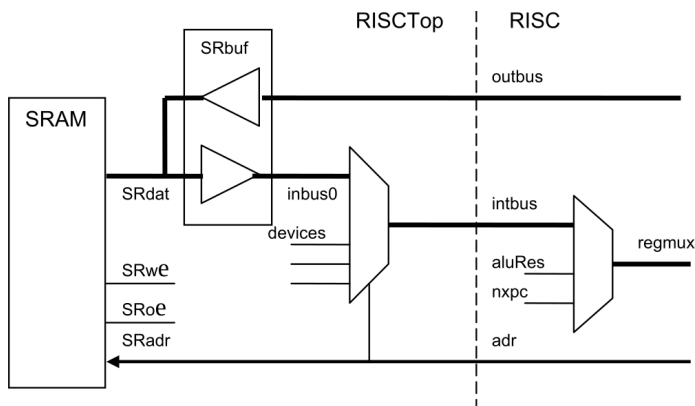 RISCTop
RISC
SRbuf
outbus
SRAM
SRdat
inbus0
intbus
devices
regmux
SRwe
aluRes
nxpc
SRoe
SRadr
adr